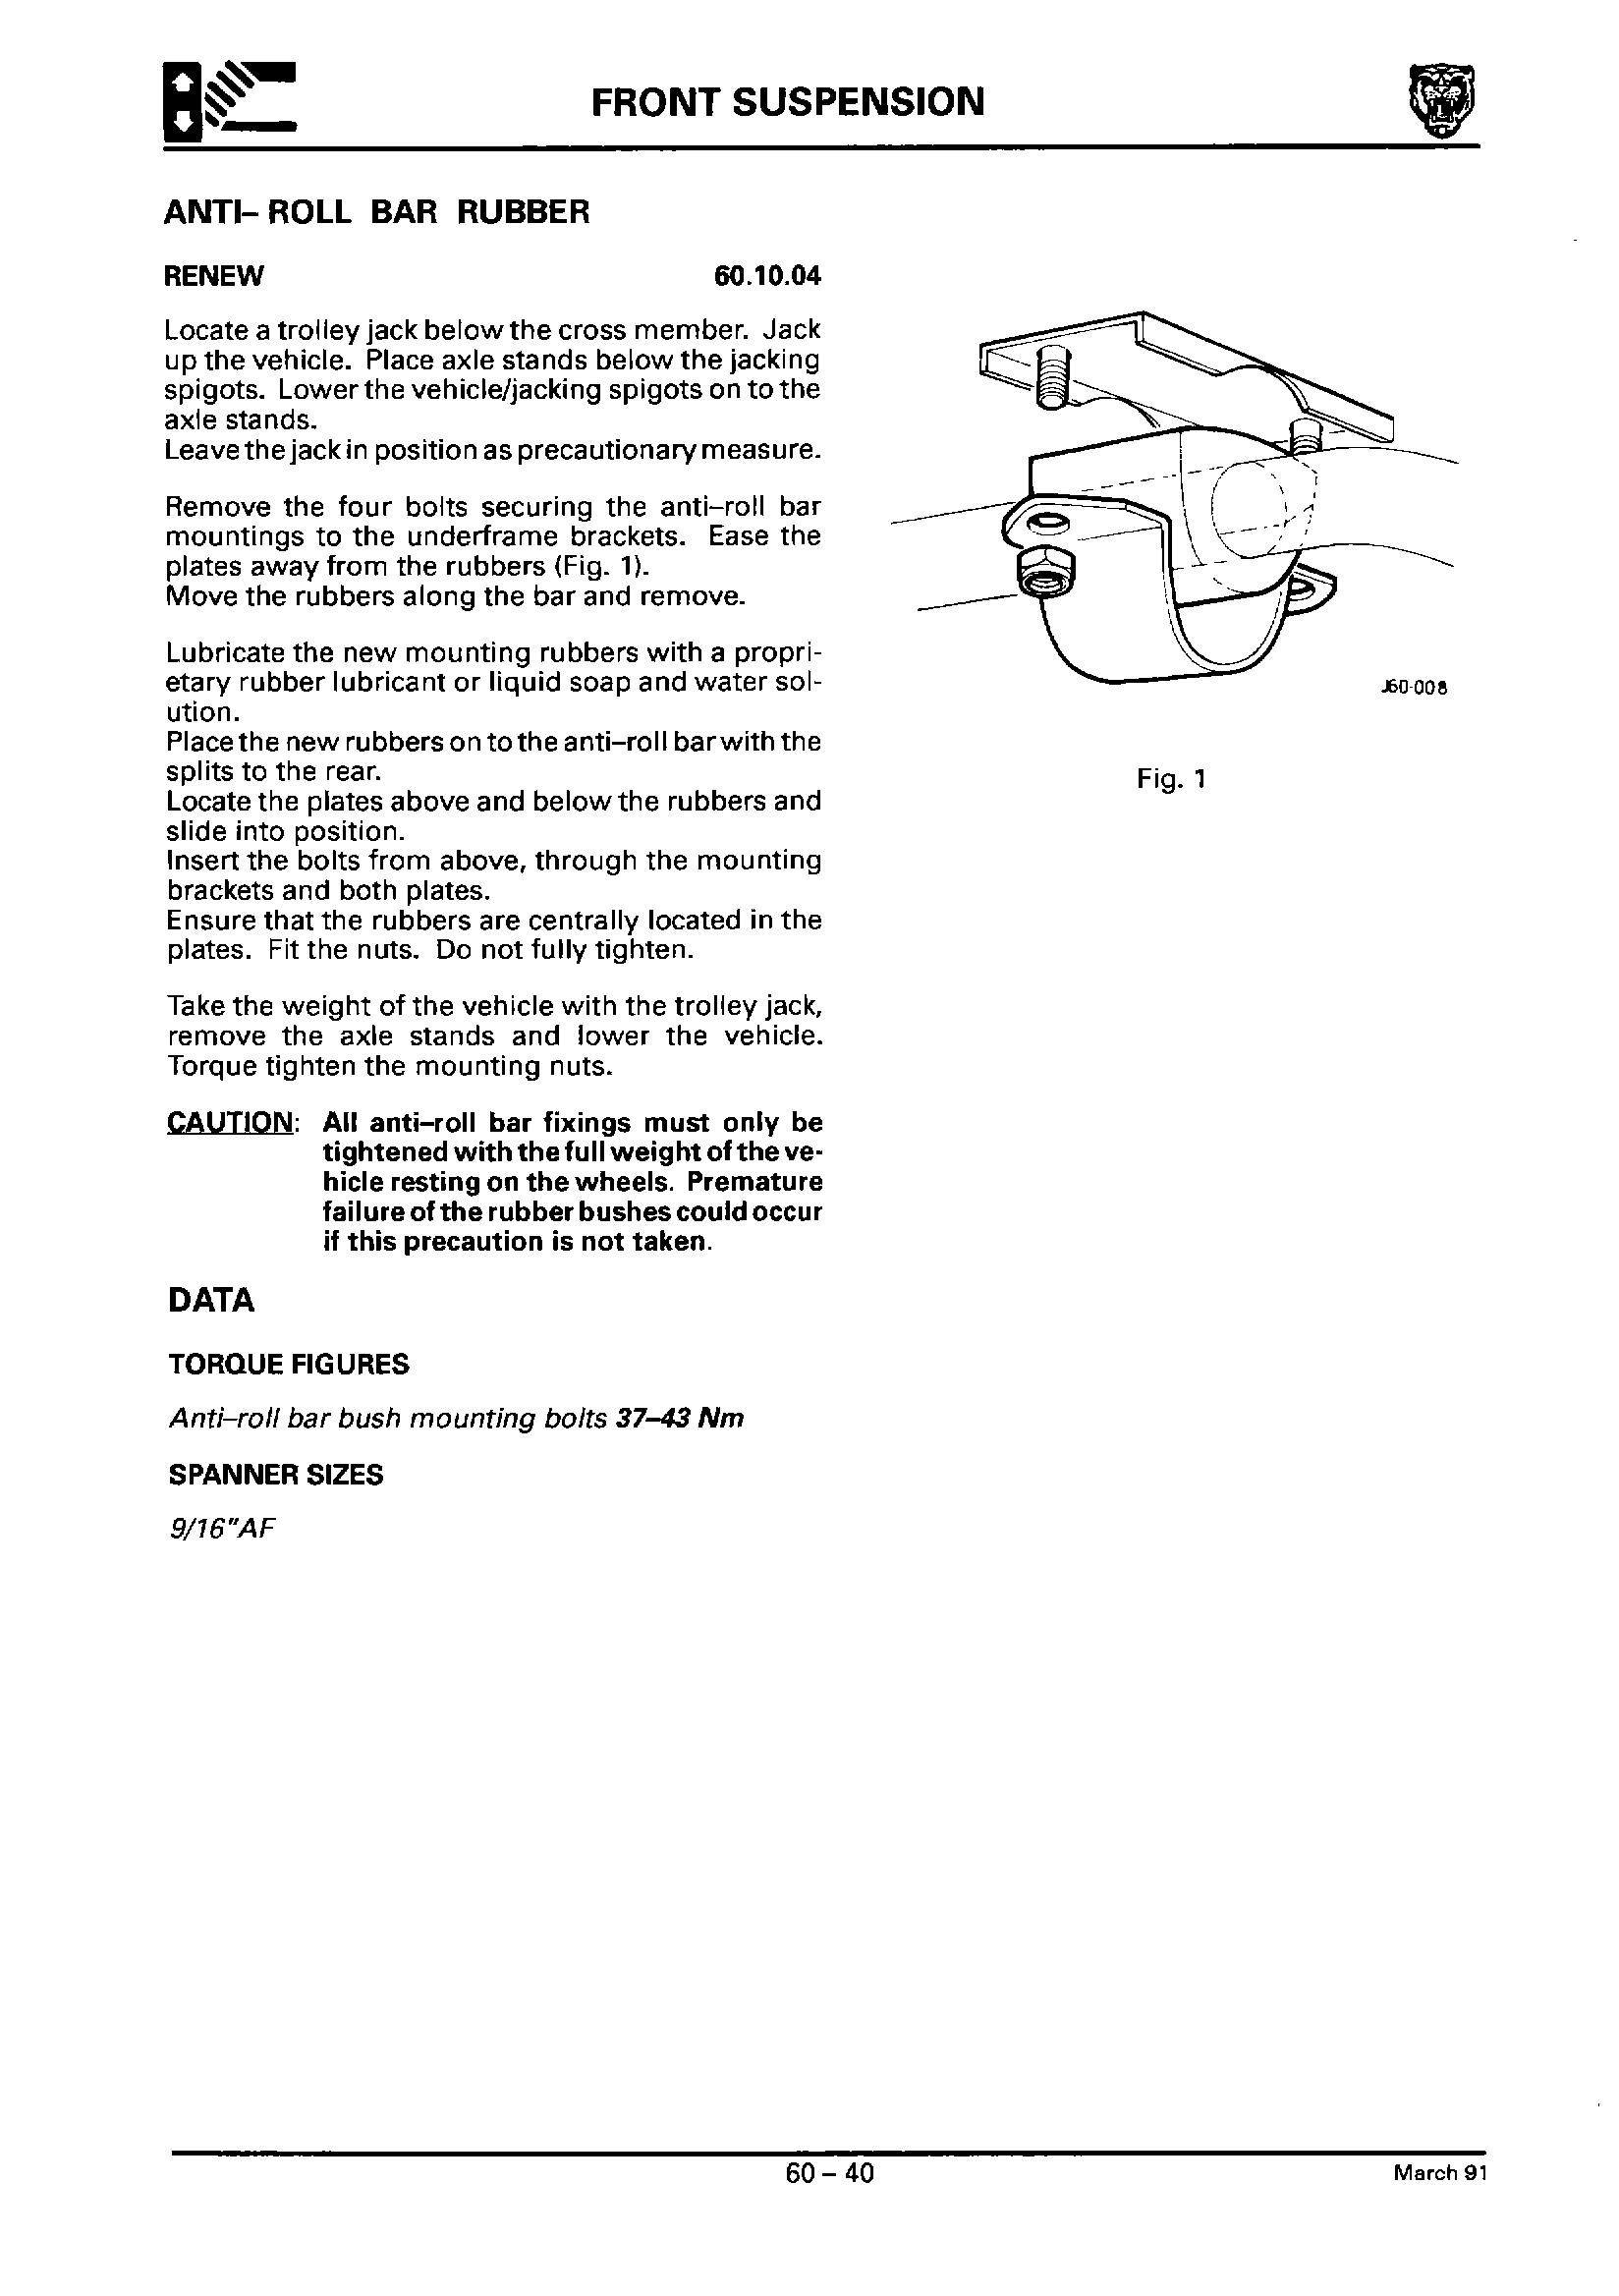 FRONT SUSPENSION
ANTI– ROLL BAR RUBBER
RENEW 60.10.04
Locate a trolley jack below the cross member. Jack
up the vehicle. Place axle stands below the jacking
spigots. Lower the vehicle/jacking spigots on to the
axle stands.
Leave the jack in position as precautionary measure.
Remove the four bolts securing the anti–roll bar
mountings to the underframe brackets. Ease the
plates away from the rubbers (Fig. 1).
Move the rubbers along the bar and remove.
Lubricate the new mounting rubbers with a propri-
etary rubber lubricant or liquid soap and water sol-
ution.
Place the new rubbers on to the anti–roll bar with the
splits to the rear.
Locate the plates above and below the rubbers and
slide into position.
Insert the bolts from above, through the mounting
brackets and both plates.
Ensure that the rubbers are centrally located in the
plates. Fit the nuts. Do not fully tighten.
Take the weight of the vehicle with the trolley jack,
remove the axle stands and lower the vehicle.
Torque tighten the mounting nuts.
CAUTION: All anti–roll bar fixings must only be
tightened with the full weight of the ve-
hicle resting on the wheels. Premature
failure of the rubber bushes could occur
if this precaution is not taken.
DATA
TORQUE FIGURES
Anti–roll bar bush mounting bolts 37–43 Nm
SPANNER SIZES
9/16"AF
J60-008
Fig. 1
60 – 40
March 91